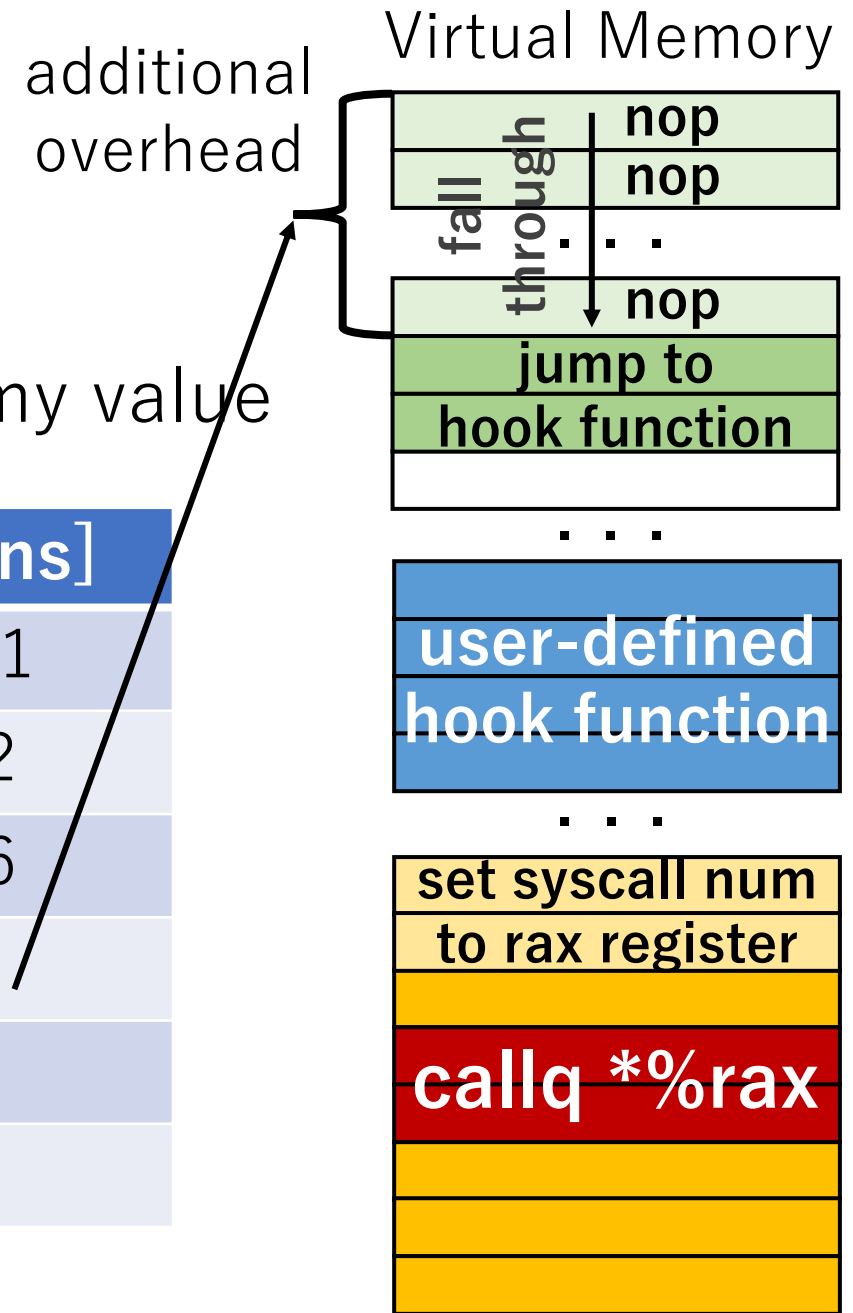 Virtual Memory
additional
overhead
nop
nop
fall
through
. . .
nop
jump to
hook function
my value
. . .
ns]
1
2
6
user-defined
hook function
. . .
set syscall num
to rax register
callq *%rax